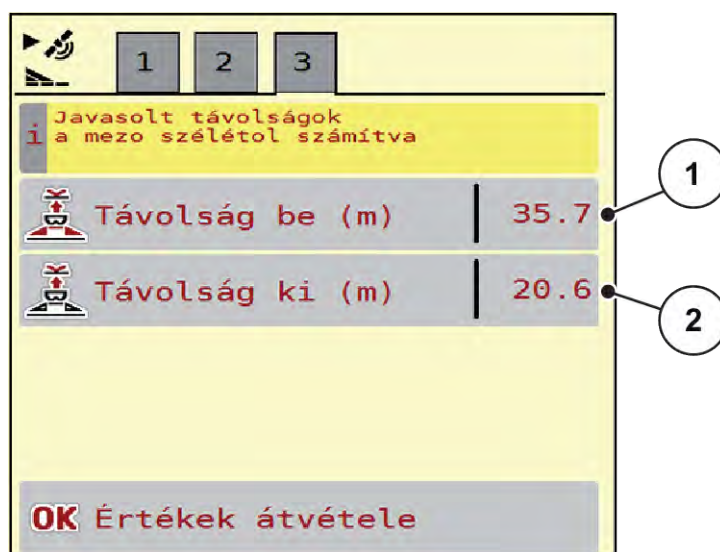 1 2 3
i Javasolt távolságok
a mezo szélétol számítva
Távolság be (m) 35.7
1
Távolság ki (m) 20.6
2
OK Értékek átvétele